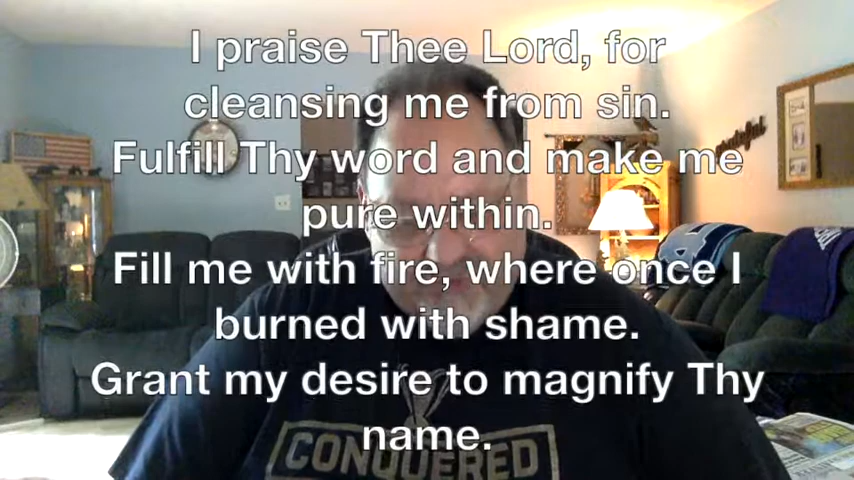 I praise Thee Lord, for
cleansing me from sin.
Fulfill Thy word and make me
pure within.
Fill me with fire, where once I
burned with shame.
Grant my desire to magnify Thy
name.
CONQUERED